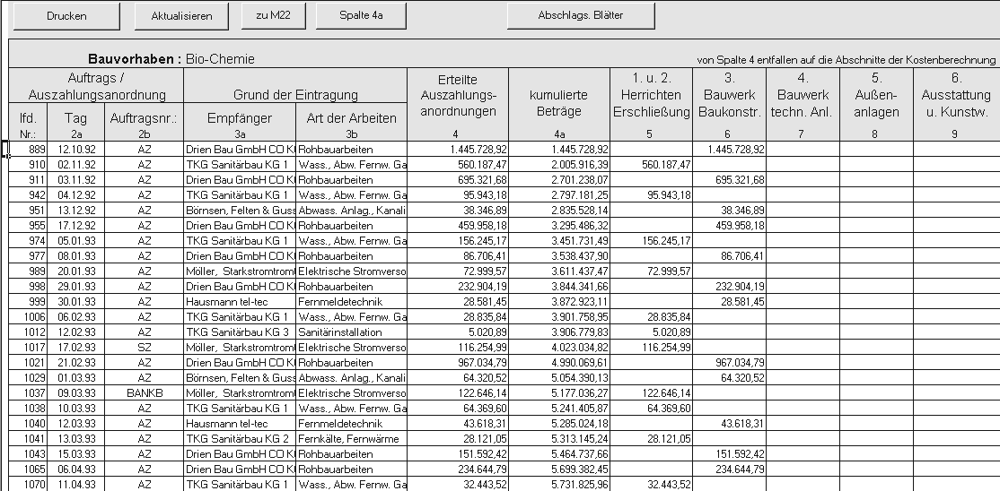 Drucken Aktualisieren zu M22 Spalte 4a Abschlags. Blätter
Bauvorhaben : Bio-Chemie von Spalte 4 entfallen auf die Abschnitte der Kostenberechnung
Auftrags / Auszahlungsanordnung Grund der Eintragung Erteilte Auszahlungs- anordnungen kumulierte Beträge 1. u. 2. Herrichten Erschließung 3. Bauwerk Baukonstr. 4. Bauwerk techn. Anl. 5. Außen- anlagen 6. Ausstattung u. Kunstw.
lfd. Nr.: Tag Auftragsnr.: Empfänger Art der Arbeiten
2a 2b 3a 3b 4 4a 5 6 7 8 9
889 12.10.92 AZ Drien Bau GmbH CO K Rohbauarbeiten 1.445.728,92 1.445.728,92 1.445.728,92
910 02.11.92 AZ TKG Sanitärbau KG 1 Wass., Abw. Fernw. Ga 560.187,47 2.005.916,39 560.187,47
911 03.11.92 AZ Drien Bau GmbH CO K Rohbauarbeiten 695.321,68 2.701.238,07 695.321,68
942 04.12.92 AZ TKG Sanitärbau KG 1 Wass., Abw. Fernw. Ga 95.943,18 2.797.181,25 95.943,18
951 13.12.92 AZ Börnsen, Felten & Guss Abwass. Anlag., Kanali 38.346,89 2.835.528,14 38.346,89
955 17.12.92 AZ Drien Bau GmbH CO K Rohbauarbeiten 459.958,18 3.295.486,32 459.958,18
974 05.01.93 AZ TKG Sanitärbau KG 1 Wass., Abw. Fernw. Ga 156.245,17 3.451.731,49 156.245,17
977 08.01.93 AZ Drien Bau GmbH CO K Rohbauarbeiten 86.706,41 3.538.437,90 86.706,41
989 20.01.93 AZ Möller, Starkstromtrom Elektrische Stromverso 72.999,57 3.611.437,47 72.999,57
998 29.01.93 AZ Drien Bau GmbH CO K Rohbauarbeiten 232.904,19 3.844.341,66 232.904,19
999 30.01.93 AZ Hausmann tel-tec Fernmeldetechnik 28.581,45 3.872.923,11 28.581,45
1006 06.02.93 AZ TKG Sanitärbau KG 1 Wass., Abw. Fernw. Ga 28.835,84 3.901.758,95 28.835,84
1012 12.02.93 AZ TKG Sanitärbau KG 3 Sanitärinstallation 5.020,89 3.906.779,83 5.020,89
1017 17.02.93 SZ Möller, Starkstromtrom Elektrische Stromverso 116.254,99 4.023.034,82 116.254,99
1021 21.02.93 AZ Drien Bau GmbH CO K Rohbauarbeiten 967.034,79 4.990.069,61 967.034,79
1029 01.03.93 AZ Börnsen, Felten & Guss Abwass. Anlag., Kanali 64.320,52 5.054.390,13 64.320,52
1037 09.03.93 BANKB Möller, Starkstromtrom Elektrische Stromverso 122.646,14 5.177.036,27 122.646,14
1038 10.03.93 AZ TKG Sanitärbau KG 1 Wass., Abw. Fernw. Ga 64.369,60 5.241.405,87 64.369,60
1040 12.03.93 AZ Hausmann tel-tec Fernmeldetechnik 43.618,31 5.285.024,18 43.618,31
1041 13.03.93 AZ TKG Sanitärbau KG 2 Fernkälte, Fernwärme 28.121,05 5.313.145,24 28.121,05
1043 15.03.93 AZ Drien Bau GmbH CO K Rohbauarbeiten 151.592,42 5.464.737,66 151.592,42
1065 06.04.93 AZ Drien Bau GmbH CO K Rohbauarbeiten 234.644,79 5.699.382,45 234.644,79
1070 11.04.93 AZ TKG Sanitärbau KG 1 Wass., Abw. Fernw. Ga 32.443,52 5.731.825,96 32.443,52